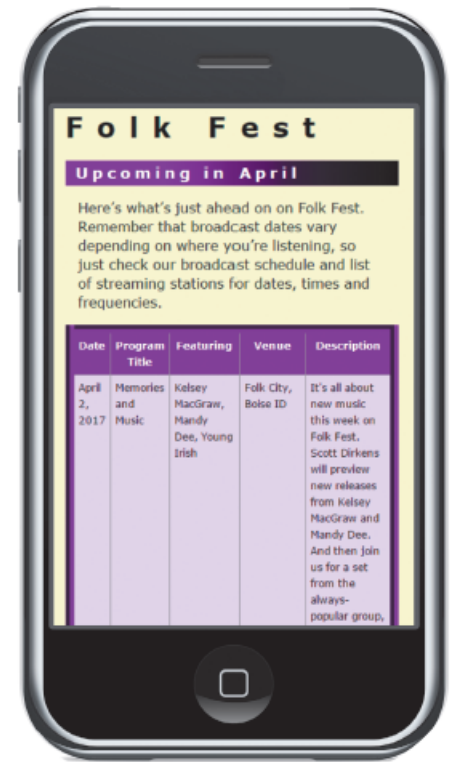 Folk Fest
Upcoming in April
Here's what's just ahead on on Folk Fest.
Remember that broadcast dates vary
depending on where you're listening, so
just check our broadcast schedule and list
of streaming stations for dates, times and
frequencies.
Date Program Title Featuring Venue Description
April 2, 2017
Memories and Music
Kelsey MacGraw, Mandy Dee, Young Irish
Folk City, Boise ID
It's all about
new music
this week on
Folk Fest.
Scott Dirkens
will preview
new releases
from Kelsey
MacGraw and
Mandy Dee.
And then join
us for a set
from the
always-
popular group,